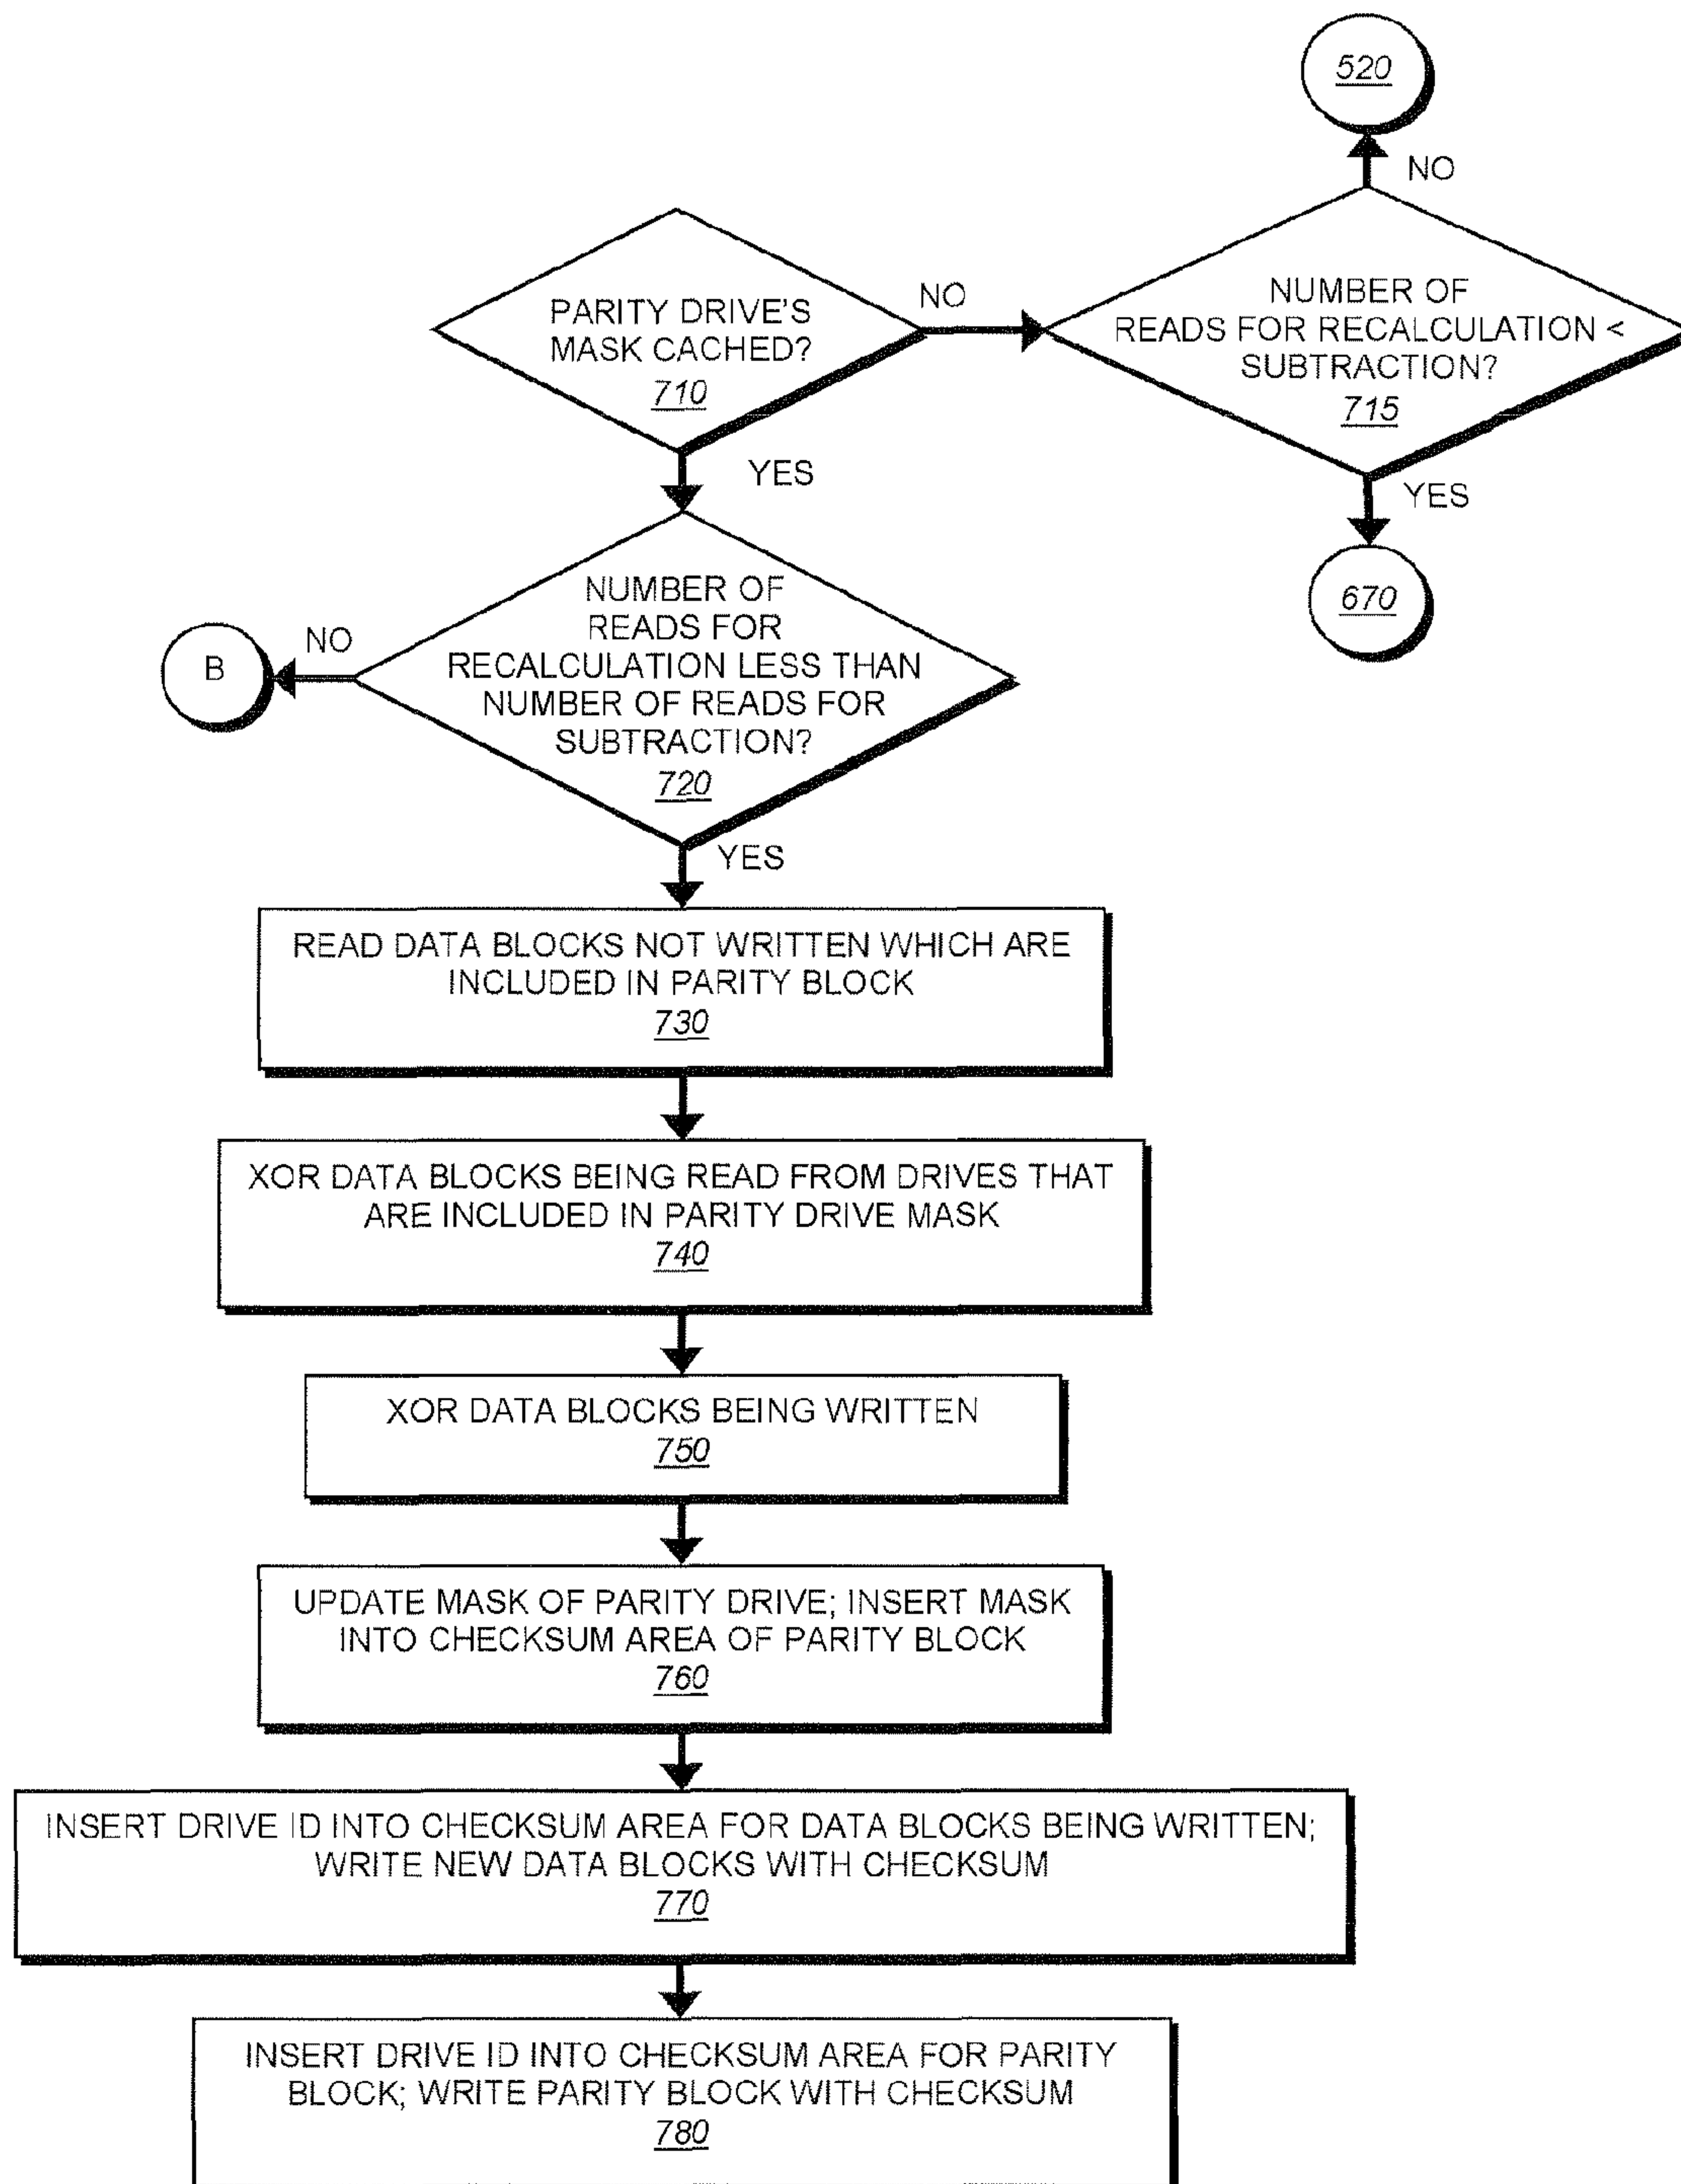 520
NO
PARITY DRIVE'S
MASK CACHED?
710
NO
NUMBER OF
READS FOR RECALCULATION <
SUBTRACTION?
715
YES
YES
670
NUMBER OF
READS FOR
RECALCULATION LESS THAN
NUMBER OF READS FOR
SUBTRACTION?
720
NO
B
YES
READ DATA BLOCKS NOT WRITTEN WHICH ARE
INCLUDED IN PARITY BLOCK
730
XOR DATA BLOCKS BEING READ FROM DRIVES THAT
ARE INCLUDED IN PARITY DRIVE MASK
740
XOR DATA BLOCKS BEING WRITTEN
750
UPDATE MASK OF PARITY DRIVE; INSERT MASK
INTO CHECKSUM AREA OF PARITY BLOCK
760
INSERT DRIVE ID INTO CHECKSUM AREA FOR DATA BLOCKS BEING WRITTEN;
WRITE NEW DATA BLOCKS WITH CHECKSUM
770
INSERT DRIVE ID INTO CHECKSUM AREA FOR PARITY
BLOCK; WRITE PARITY BLOCK WITH CHECKSUM
780